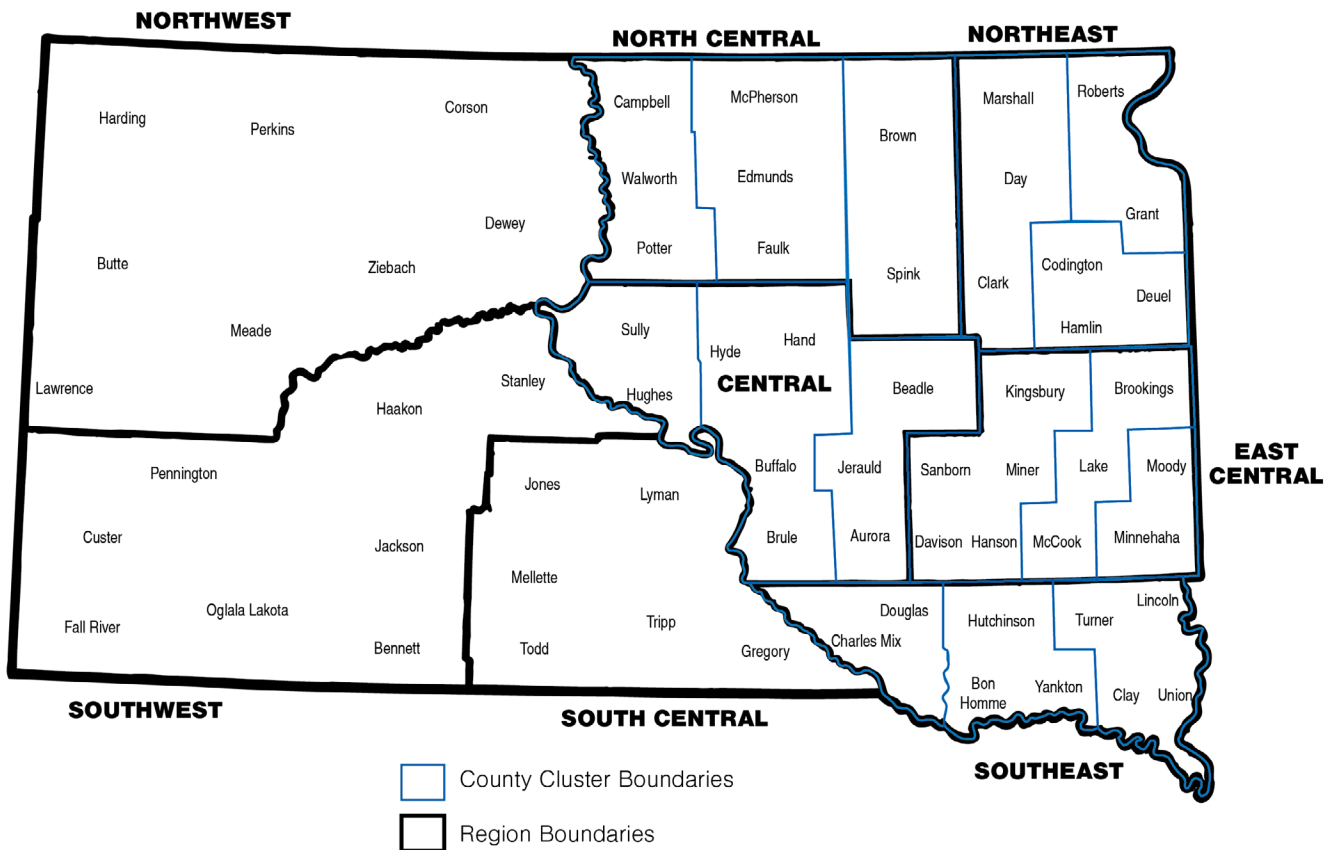 NORTHWEST
NORTH CENTRAL
NORTHEAST
Harding
Perkins
Corson
Campbell
McPherson
Brown
Marshall
Roberts
Walworth
Edmunds
Day
Dewey
Grant
Butte
Ziebach
Potter
Faulk
Spink
Clark
Codington
Deuel
Hamlin
Meade
Sully
Hyde
Hand
Lawrence
Haakon
Stanley
Hughes
CENTRAL
Beadle
Kingsbury
Brookings
Pennington
Jones
Lyman
Buffalo
Jerauld
Sanborn
Miner
Lake
Moody
EAST
CENTRAL
Custer
Jackson
Brule
Aurora
Davison
Hanson
McCook
Minnehaha
Mellette
Fall River
Oglala Lakota
Bennett
Todd
Tripp
Gregory
Douglas
Charles Mix
Hutchinson
Turner
Lincoln
Bon
Homme
Yankton
Clay
Union
SOUTHWEST
SOUTH CENTRAL
SOUTHEAST
County Cluster Boundaries
Region Boundaries